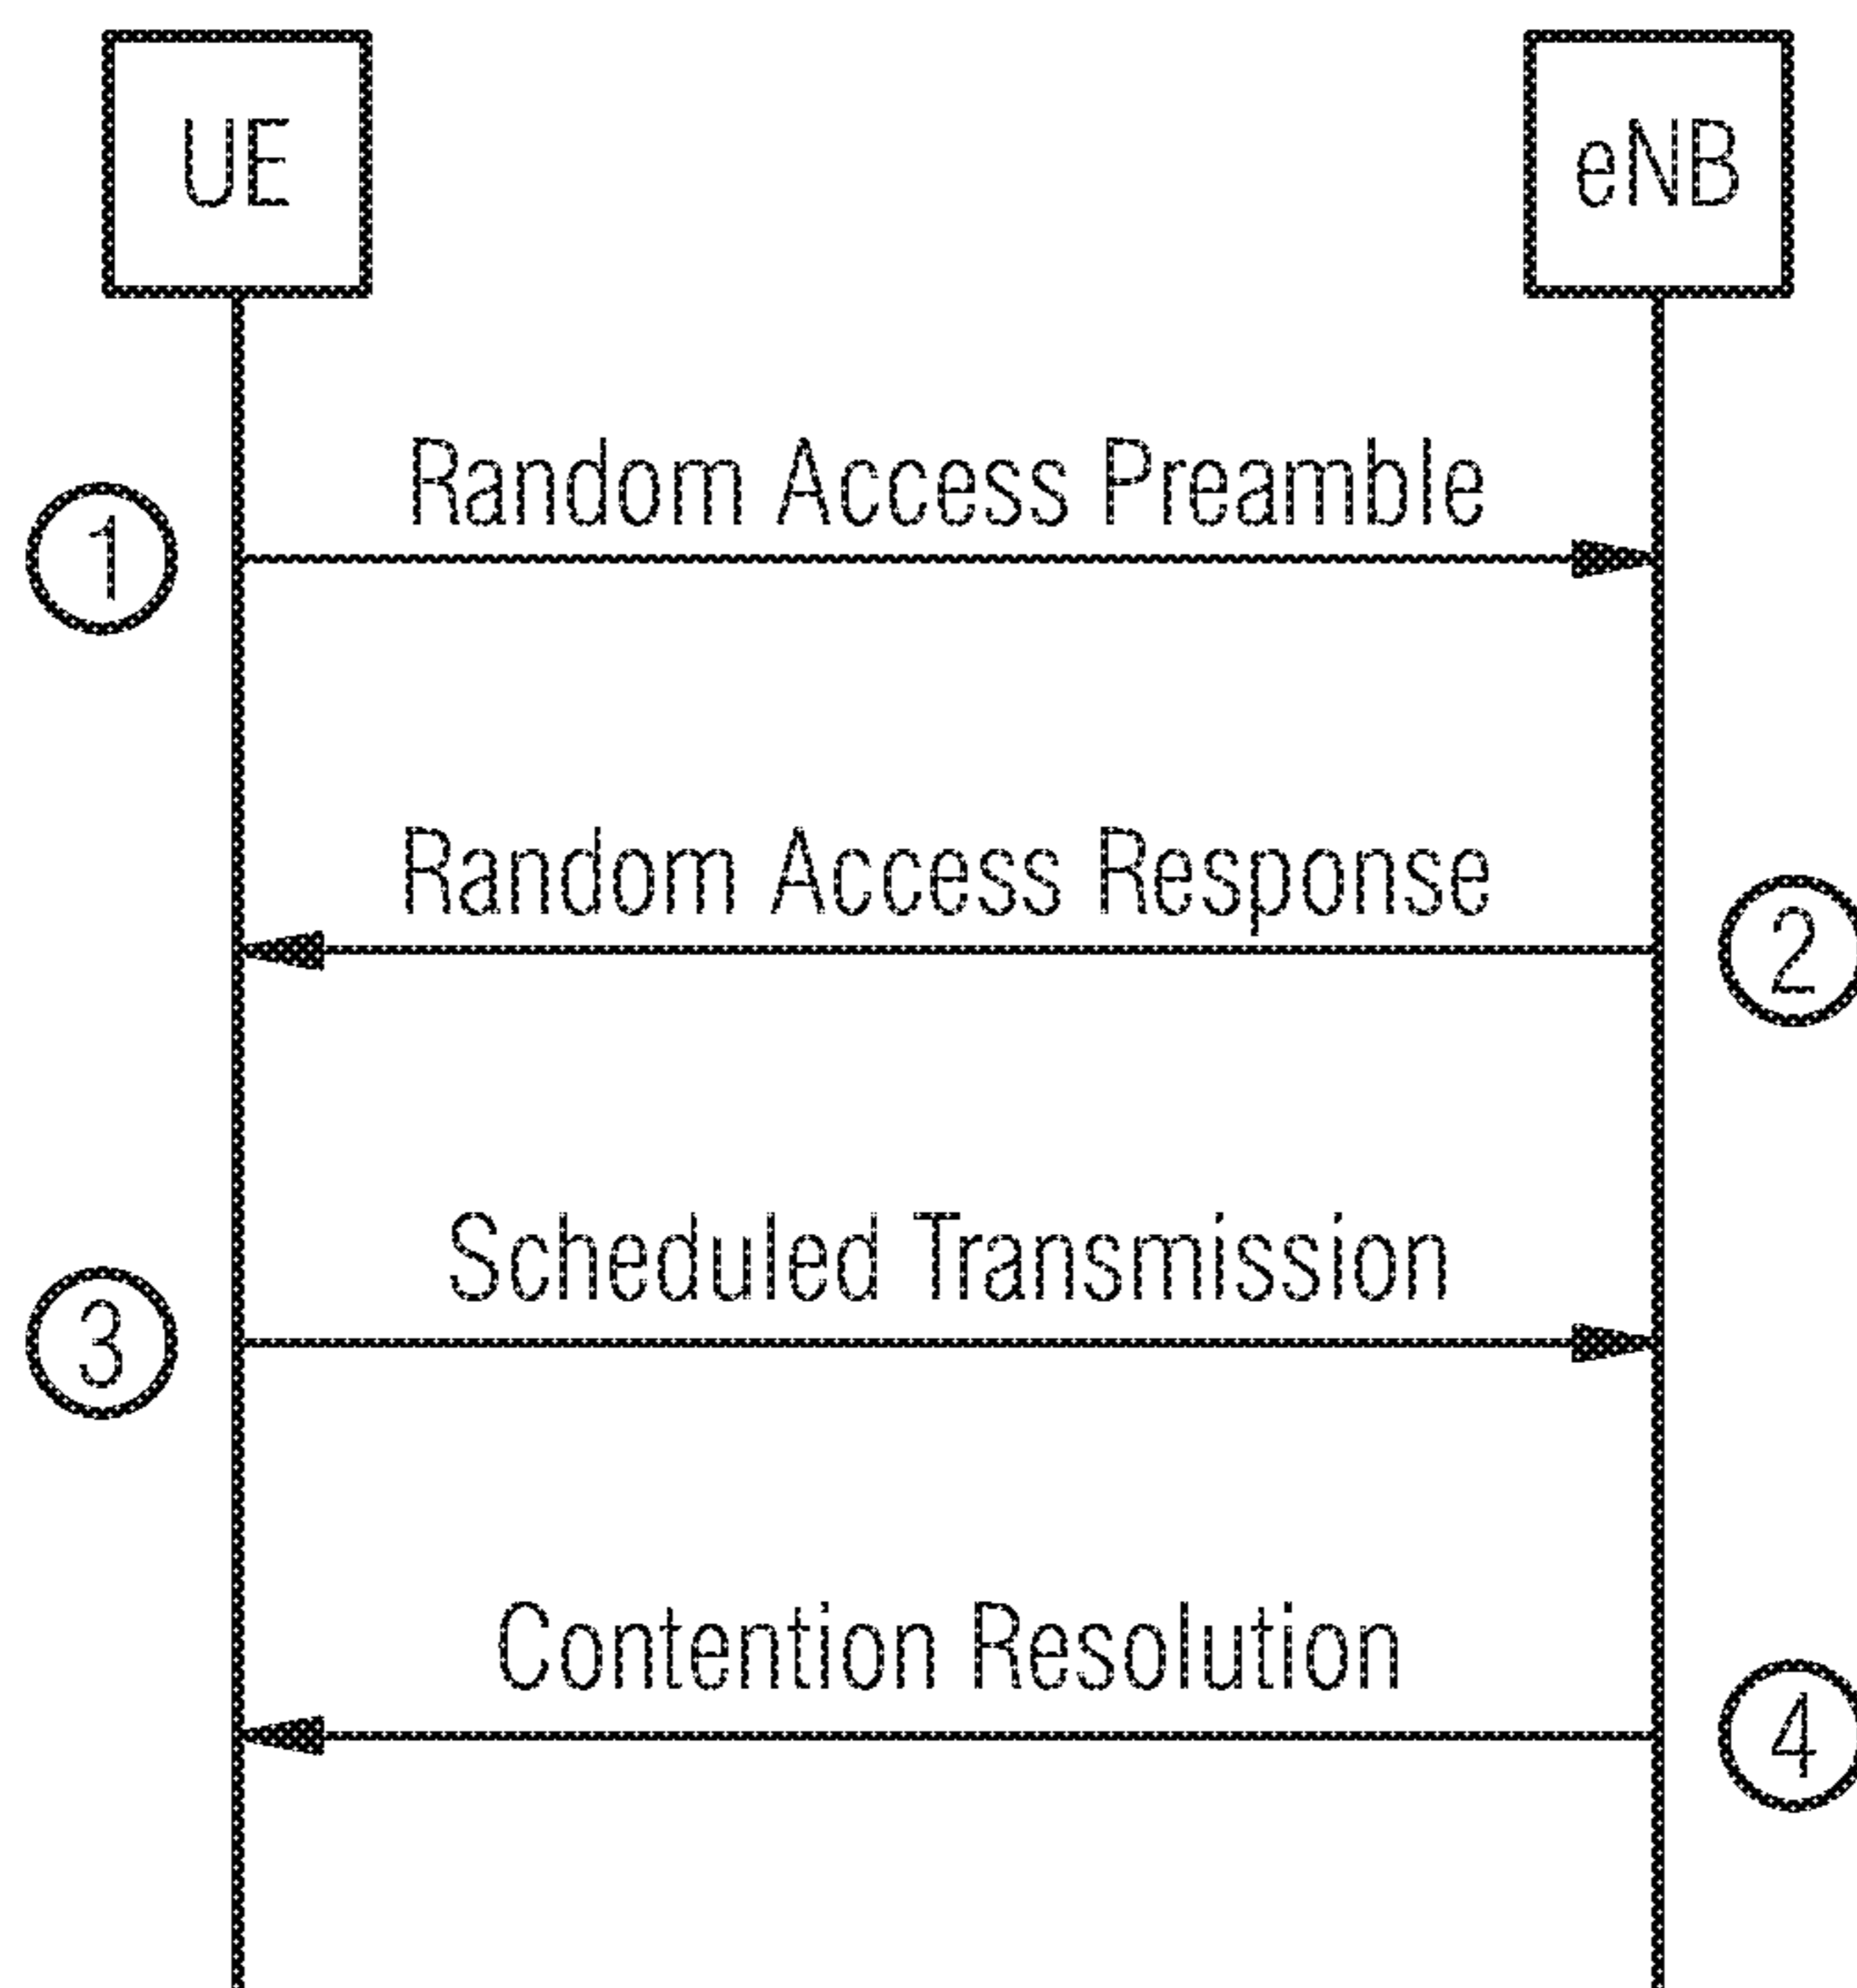 UE
eNB
Random Access Preamble
1
Random Access Response
2
Scheduled Transmission
3
Contention Resolution
4